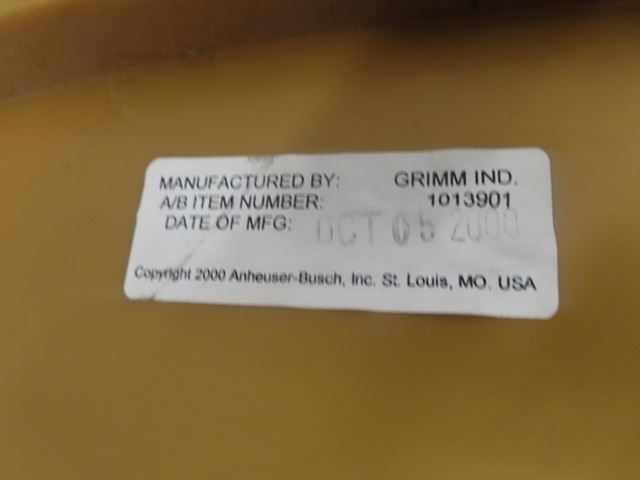 MANUFACTURED BY: GRIMM IND.
A/B ITEM NUMBER: 1013901
DATE OF MFG: OCT 05 2000
Copyright 2000 Anheuser-Busch, Inc. St. Louis, MO. USA